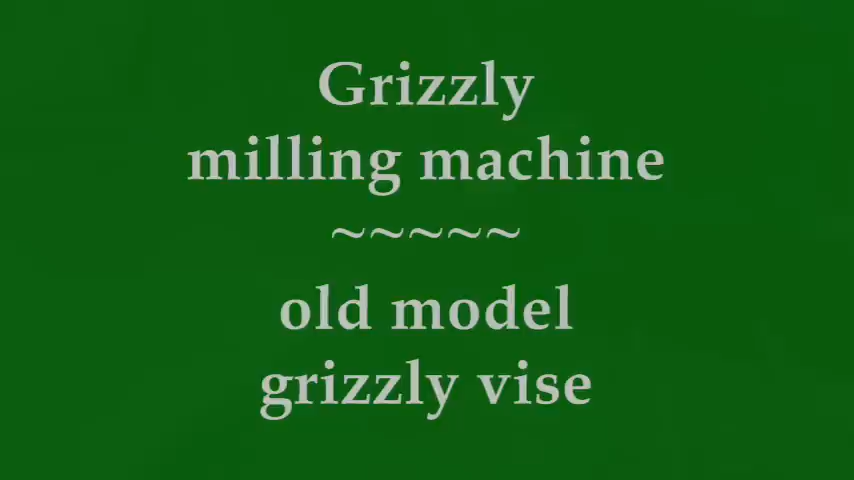 Grizzly
milling machine
~~~~~
old model
grizzly vise